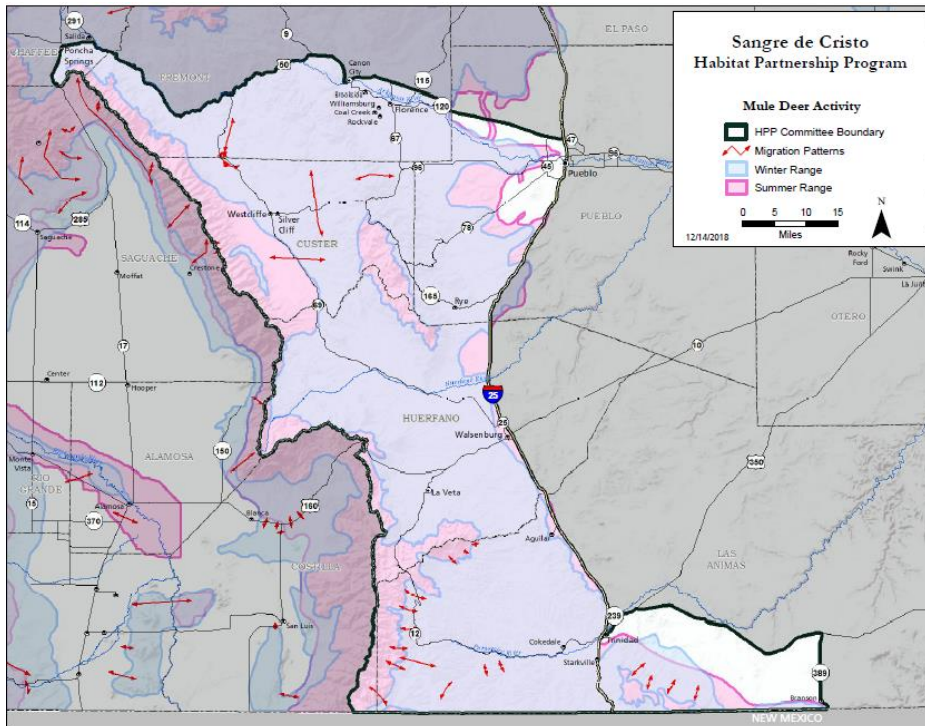 Sangre de Cristo
Habitat Partnership Program
Mule Deer Activity
HPP Committee Boundary
Migration Patterns
Winter Range
Summer Range
0 5 10 15
Miles
N
12/14/2018
291
Salida
CHAFFEE
Poncha
Springs
9
50
FREMONT
Canon
City
115
EL PASO
Brookside
Williamsburg
Coal Creek
Rockvale
Florence
120
67
47
96
45
Pueblo
96
PUEBLO
Westcliffe
Silver
Cliff
CUSTER
78
114
285
Saguache
SAGUACHE
Moffat
Crestone
69
165
Rye
Rocky
Ford
Swink
La Junta
OTERO
17
10
Center
112
Hooper
25
HUERFANO
25
Walsenburg
150
ALAMOSA
Monte
Vista
RIO
GRANDE
15
350
La Veta
Alamosa
370
Blanca
160
Aguilar
COSTILLA
LAS
ANIMAS
San Luis
12
239
Cokedale
Trinidad
Starkville
389
Branson
NEW MEXICO